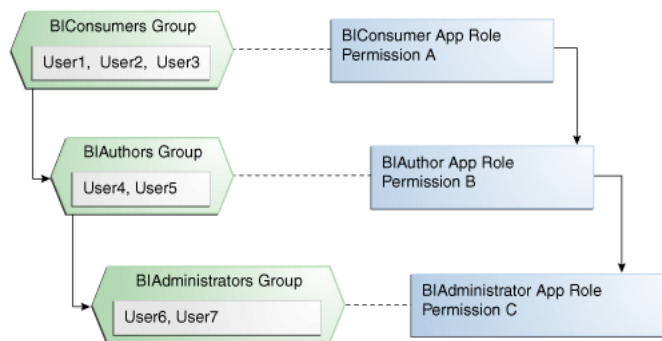 BIConsumers Group
User1, User2, User3
BIConsumer App Role
Permission A
BIAuthors Group
User4, User5
BIAuthor App Role
Permission B
BIAdministrators Group
User6, User7
BIAdministrator App Role
Permission C